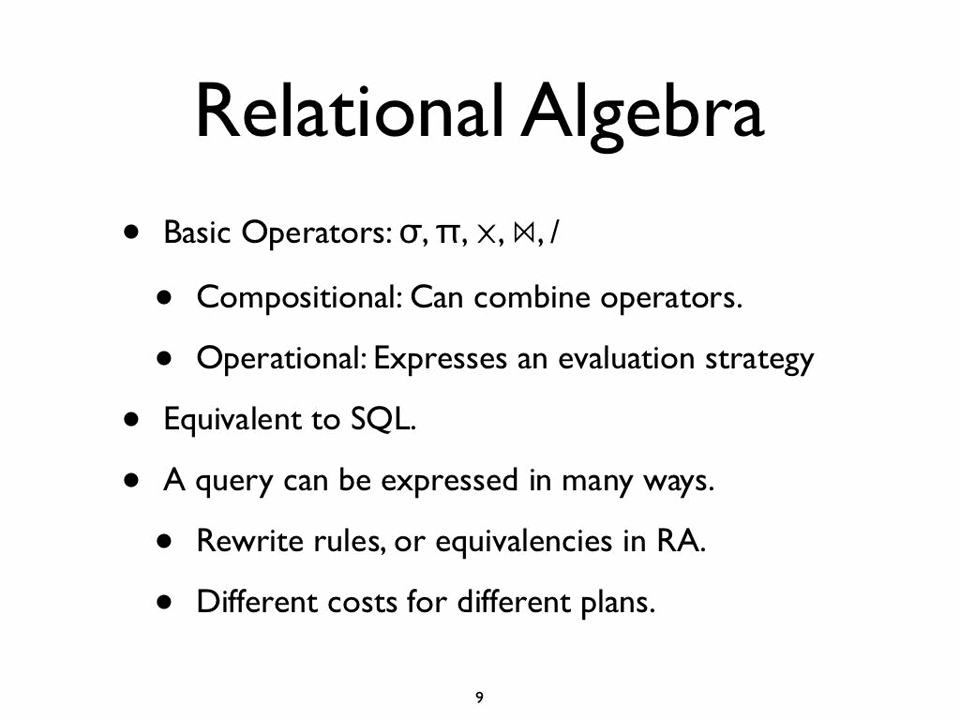 Relational Algebra
• Basic Operators: σ, π, ×, ⋈, /
• Compositional: Can combine operators.
• Operational: Expresses an evaluation strategy
• Equivalent to SQL.
• A query can be expressed in many ways.
• Rewrite rules, or equivalencies in RA.
• Different costs for different plans.
9